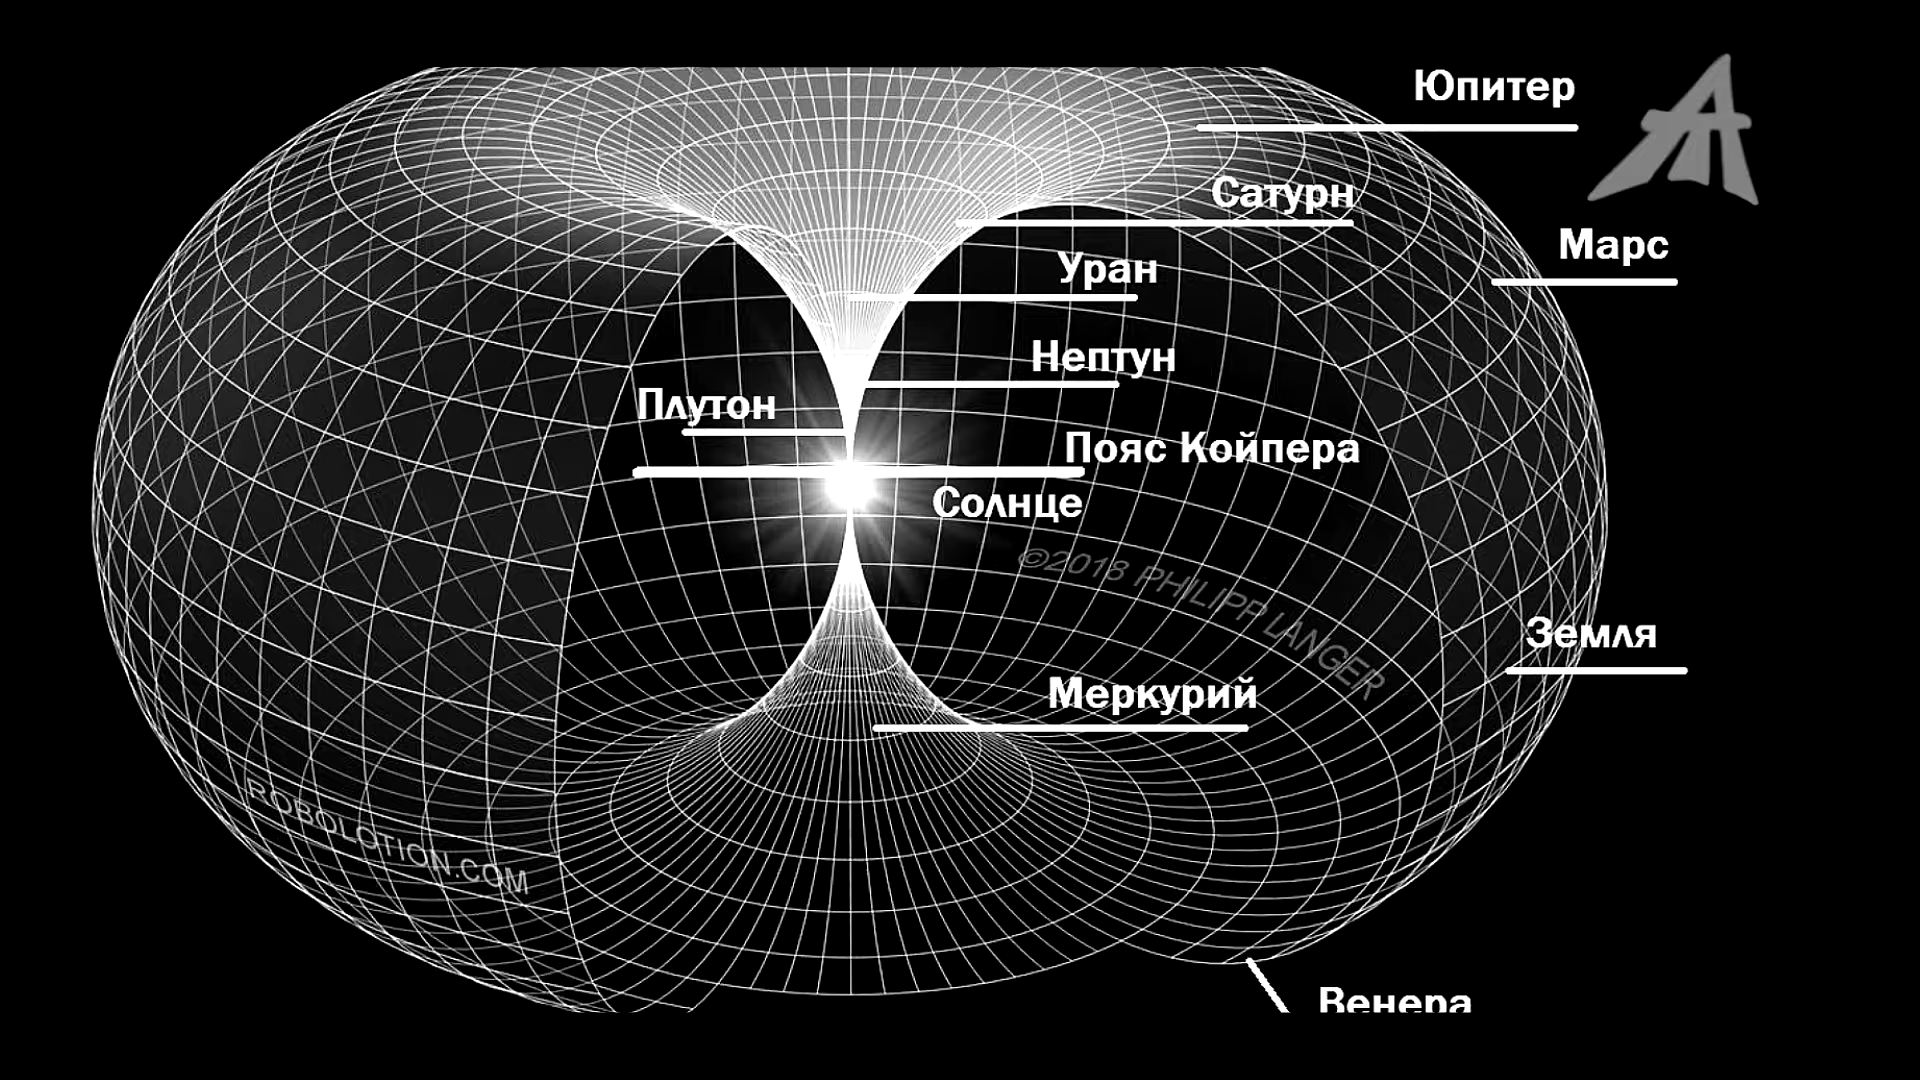 Юпитер
Сатурн
Марс
Уран
Нептун
Плутон
Пояс Койпера
Солнце
©2018 PHILIPP LANGER
Земля
Меркурий
ROBOLOTION.COM
Венера